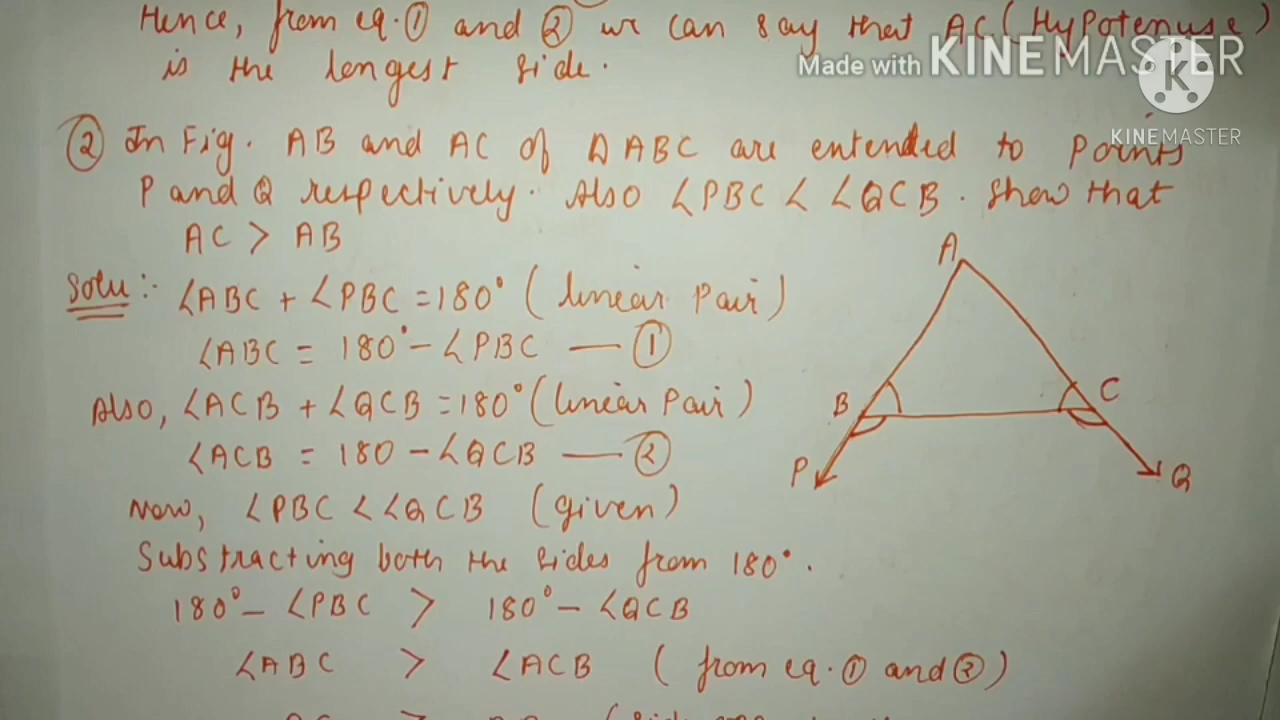 Hence, from eq. ① and ② we can say that AC (Hypotenuse)
is the longest side.
Made with KINEMASTER
KINEMASTER
② In Fig. AB and AC of ΔABC are entended to points
P and Q respectively. Also ∠PBC < ∠QCB. Show that
AC > AB
Solu:- ∠ABC + ∠PBC = 180° (linear Pair)
∠ABC = 180° - ∠PBC — ①
Also, ∠ACB + ∠QCB = 180° (linear Pair)
∠ACB = 180 - ∠QCB — ②
Now, ∠PBC < ∠QCB (given)
Substracting both the sides from 180°.
180° - ∠PBC > 180° - ∠QCB
∠ABC > ∠ACB (from eq. ① and ②)
A
B
C
P
Q